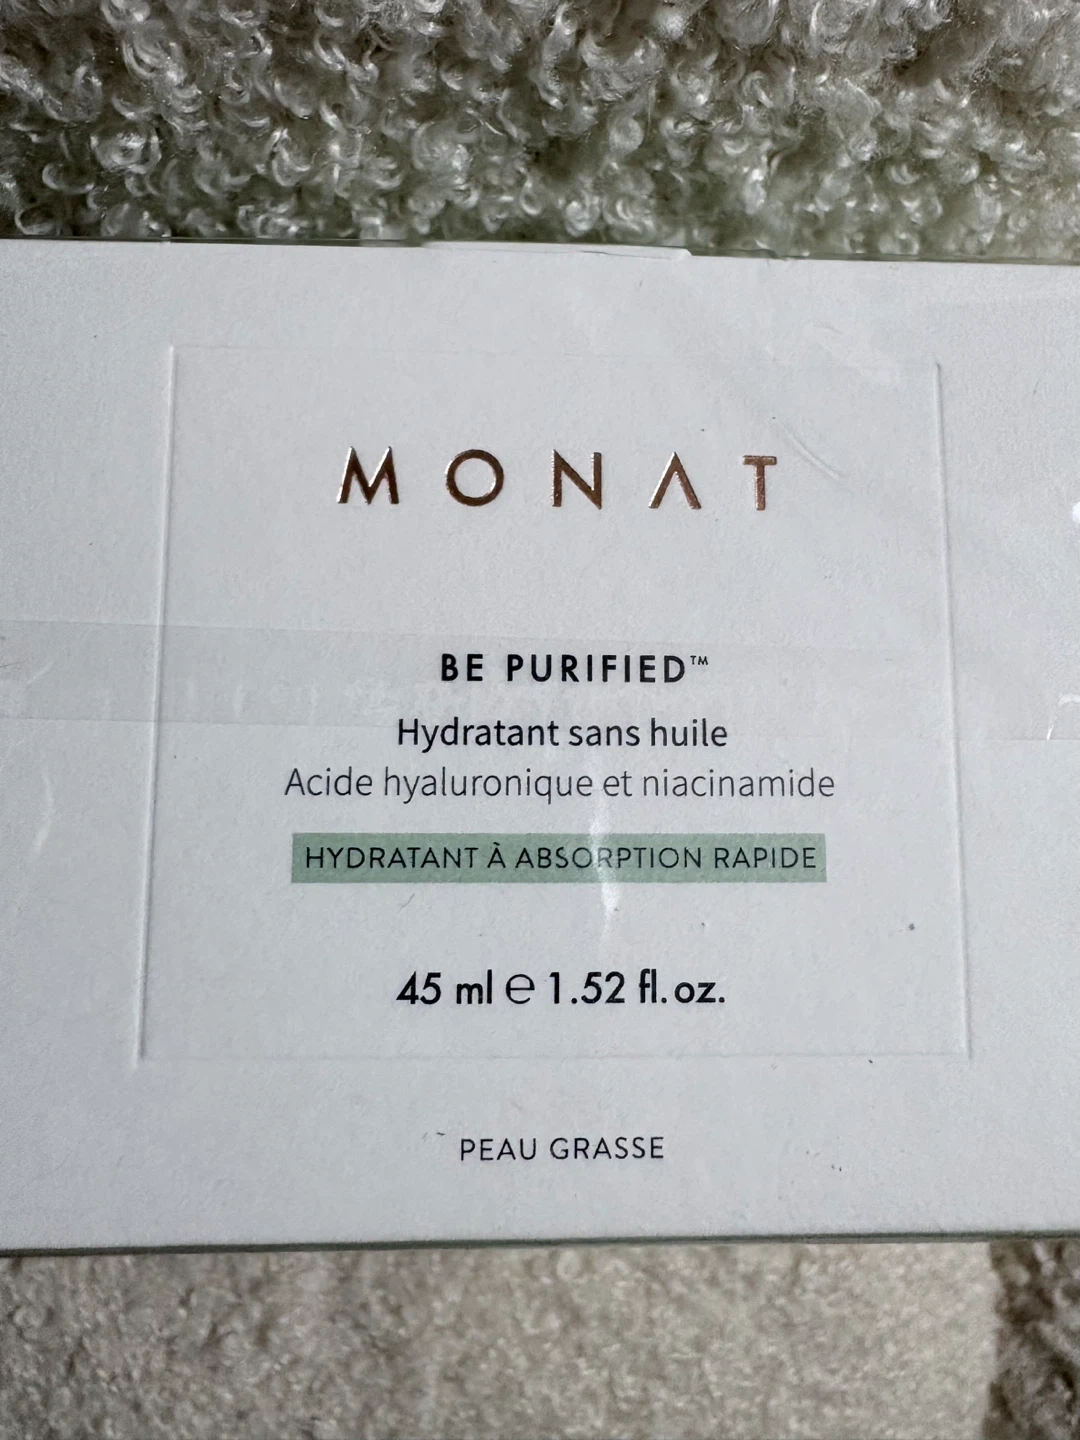 MONAT
BE PURIFIED™
Hydratant sans huile
Acide hyaluronique et niacinamide
HYDRATANT À ABSORPTION RAPIDE
45 ml ℮ 1.52 fl. oz.
PEAU GRASSE